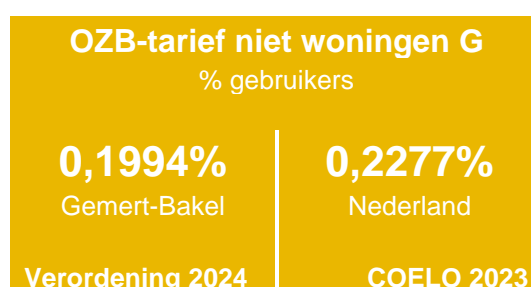 OZB-tarief niet woningen G
% gebruikers
0,1994%
Gemert-Bakel
Verordening 2024
0,2277%
Nederland
COELO 2023